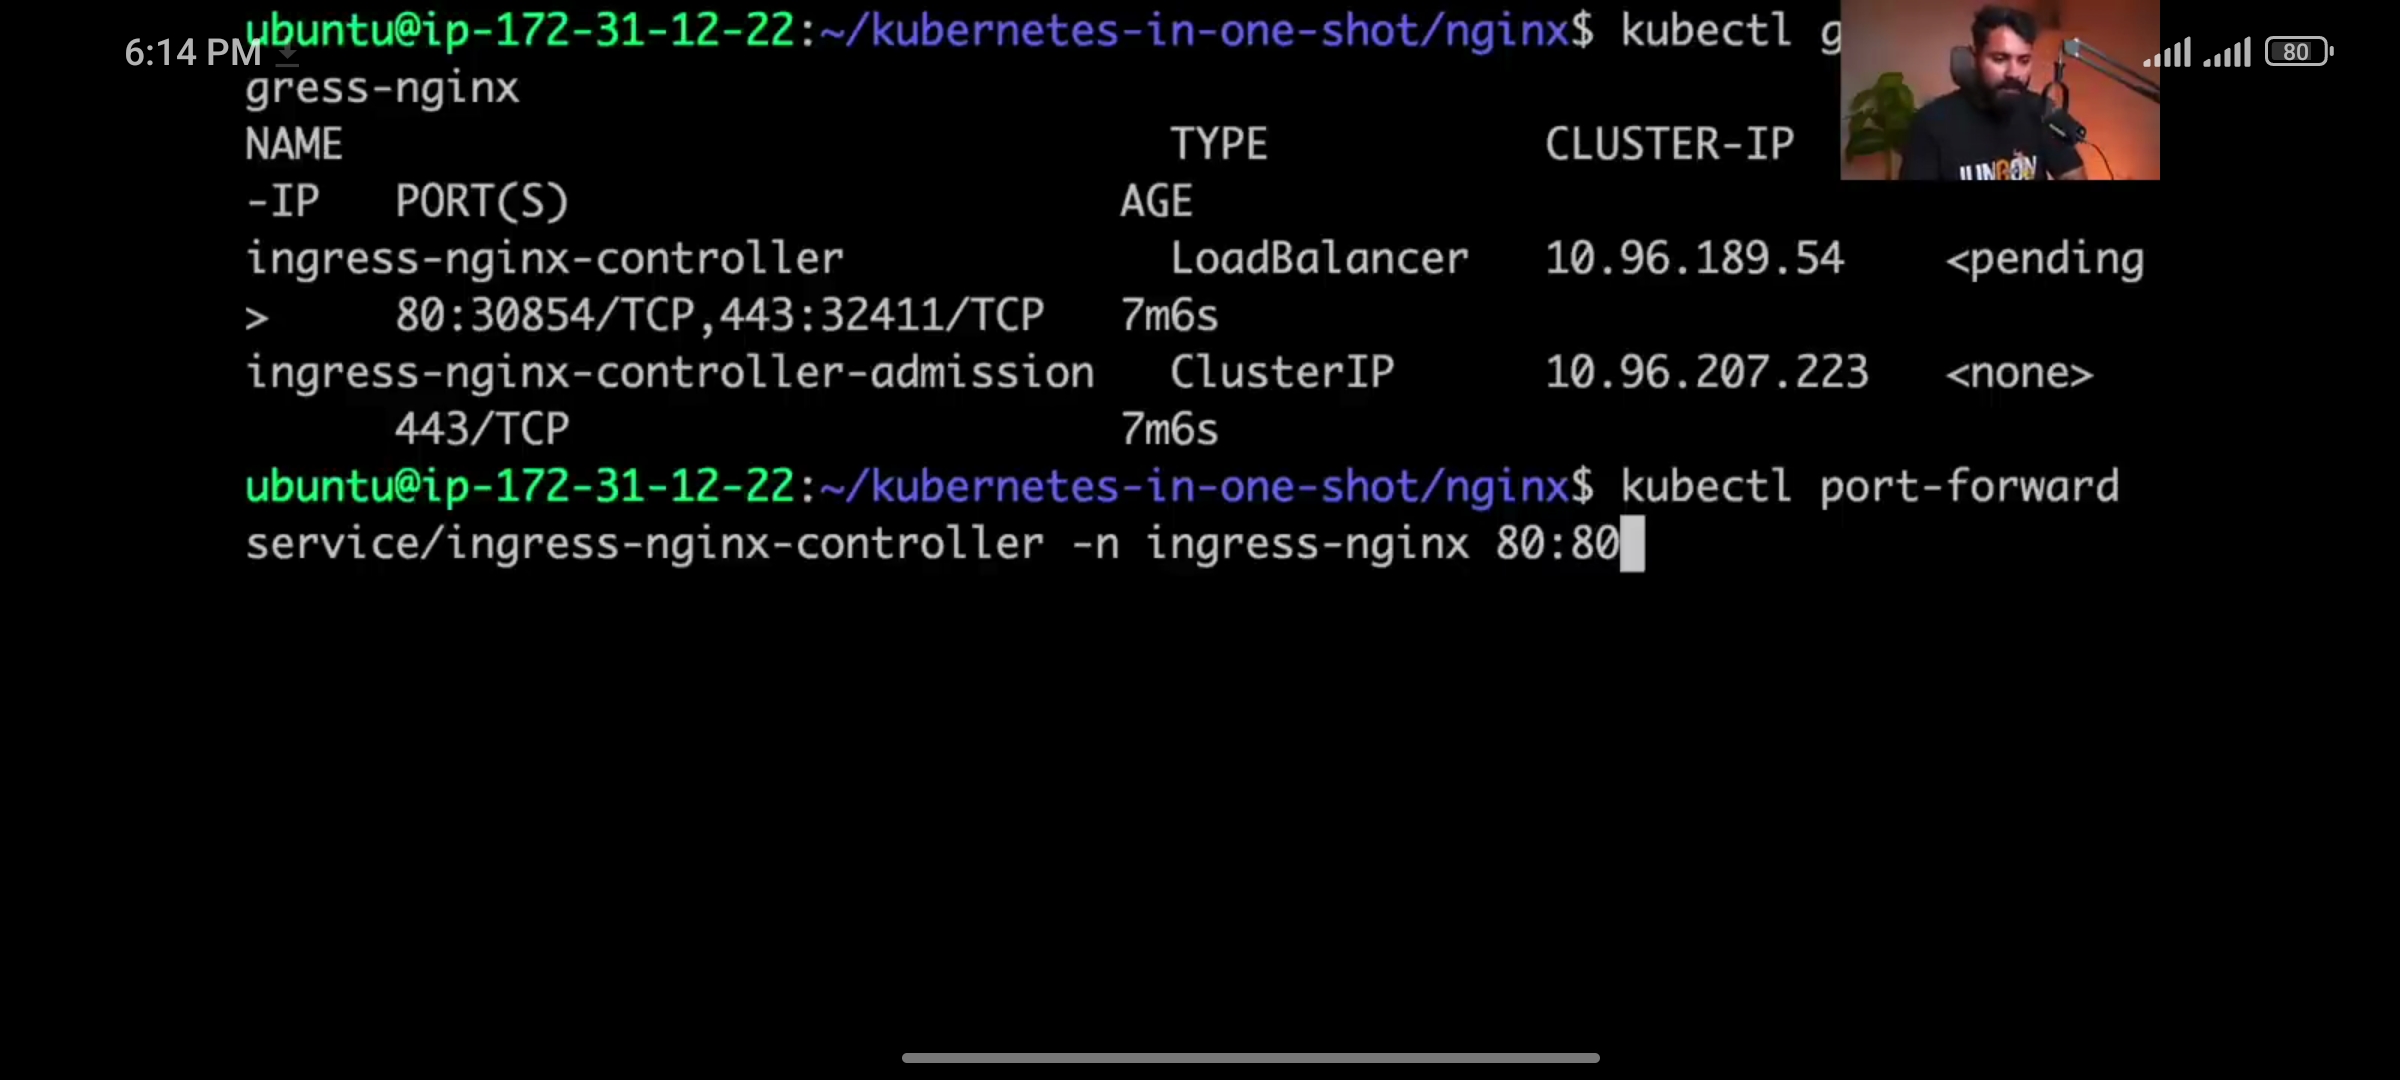 ubuntu@ip-172-31-12-22:~/kubernetes-in-one-shot/nginx$ kubectl g
6:14 PM
80
gress-nginx
NAME TYPE CLUSTER-IP
-IP PORT(S) AGE
ingress-nginx-controller LoadBalancer 10.96.189.54 <pending
> 80:30854/TCP,443:32411/TCP 7m6s
ingress-nginx-controller-admission ClusterIP 10.96.207.223 <none>
443/TCP 7m6s
ubuntu@ip-172-31-12-22:~/kubernetes-in-one-shot/nginx$ kubectl port-forward
service/ingress-nginx-controller -n ingress-nginx 80:80